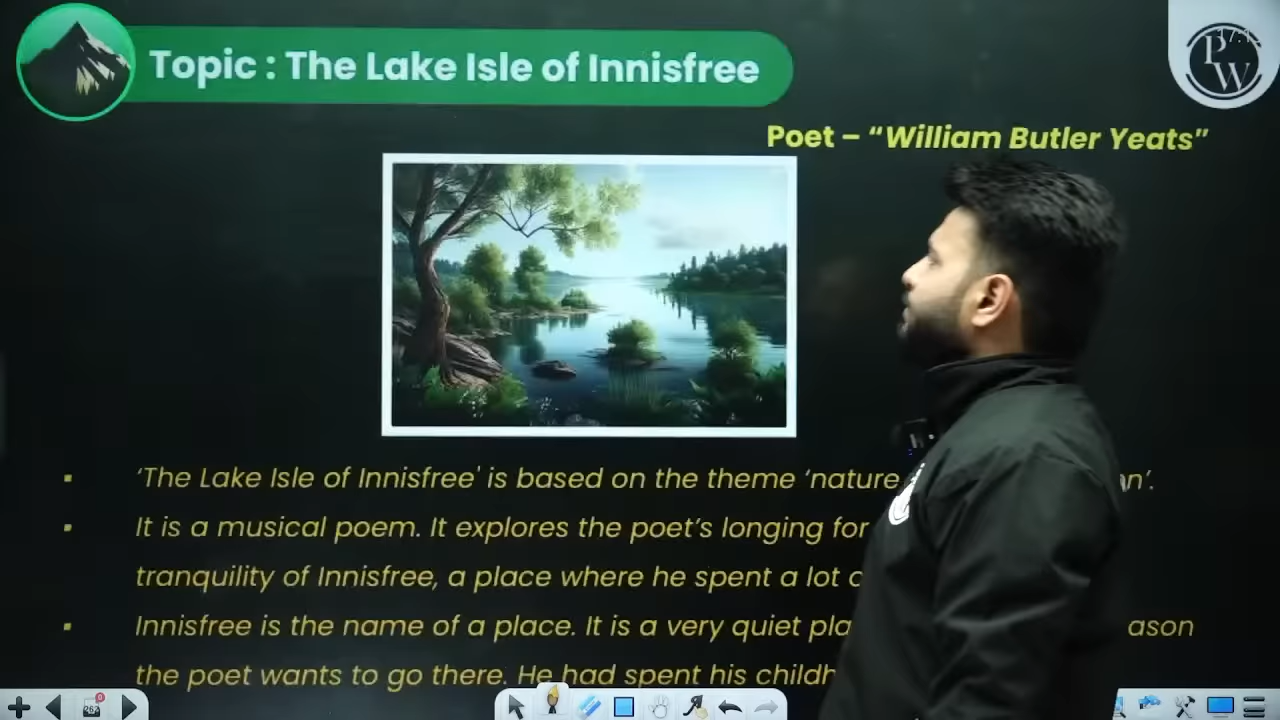 Topic : The Lake Isle of Innisfree
PW
Poet – “William Butler Yeats”
▪ ‘The Lake Isle of Innisfree' is based on the theme ‘nature n’.
▪ It is a musical poem. It explores the poet’s longing for
tranquility of Innisfree, a place where he spent a lot
▪ Innisfree is the name of a place. It is a very quiet ason
the poet wants to go there. He had spent his
262